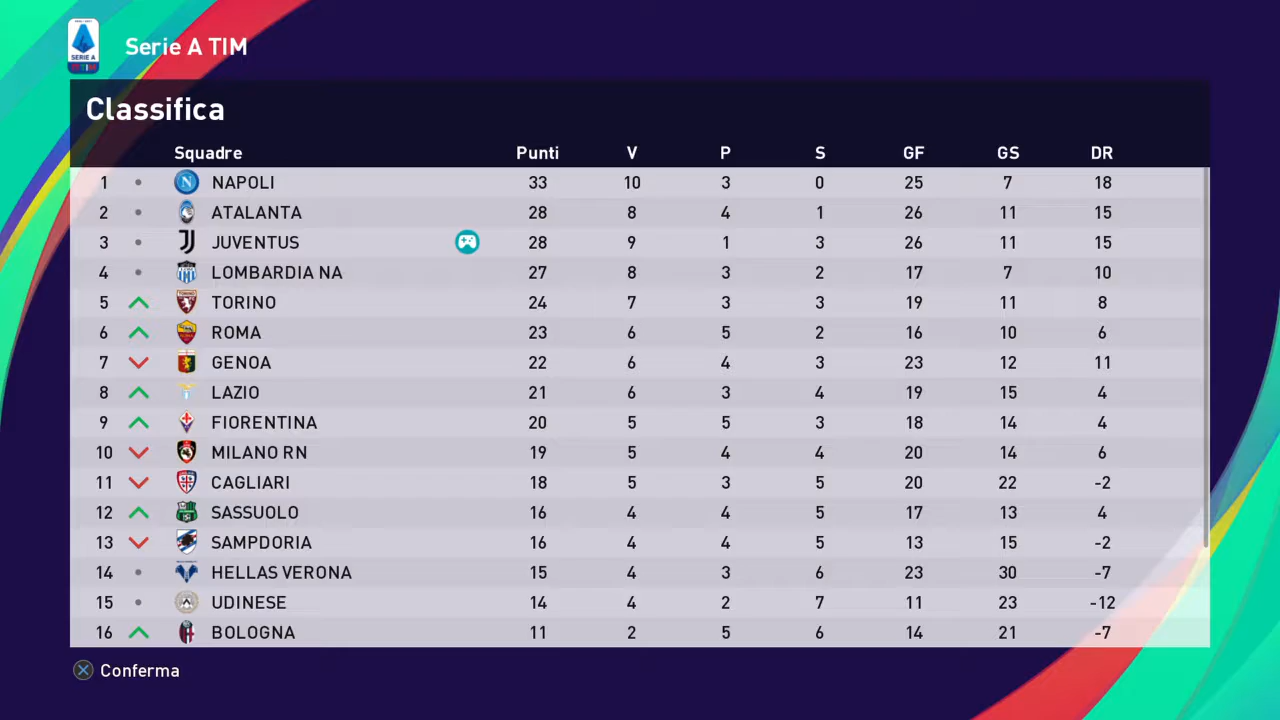 SERIE A
TIM
Serie A TIM
Classifica
Squadre Punti V P S GF GS DR
1 NAPOLI 33 10 3 0 25 7 18
2 ATALANTA 28 8 4 1 26 11 15
3 JUVENTUS 28 9 1 3 26 11 15
4 LOMBARDIA NA 27 8 3 2 17 7 10
5 TORINO 24 7 3 3 19 11 8
6 ROMA 23 6 5 2 16 10 6
7 GENOA 22 6 4 3 23 12 11
8 LAZIO 21 6 3 4 19 15 4
9 FIORENTINA 20 5 5 3 18 14 4
10 MILANO RN 19 5 4 4 20 14 6
11 CAGLIARI 18 5 3 5 20 22 -2
12 SASSUOLO 16 4 4 5 17 13 4
13 SAMPDORIA 16 4 4 5 13 15 -2
14 HELLAS VERONA 15 4 3 6 23 30 -7
15 UDINESE 14 4 2 7 11 23 -12
16 BOLOGNA 11 2 5 6 14 21 -7
Conferma